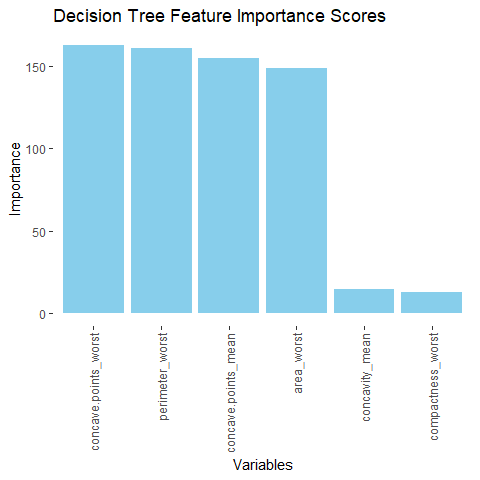 Decision Tree Feature Importance Scores
Importance
150
100
50
0
concave.points_worst
perimeter_worst
concave.points_mean
area_worst
concavity_mean
compactness_worst
Variables